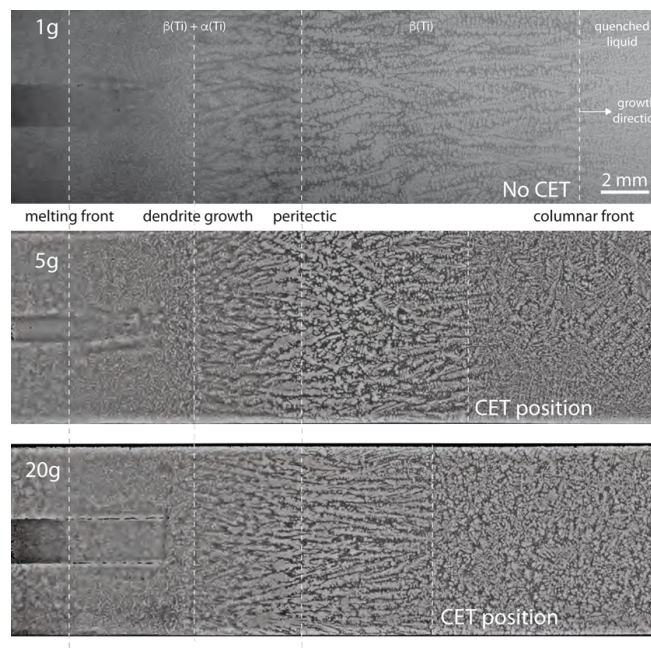 1g
β(Ti) + α(Ti)
β(Ti)
quenched
liquid
growth
direction
No CET
2 mm
melting front
dendrite growth
peritectic
columnar front
5g
CET position
20g
CET position